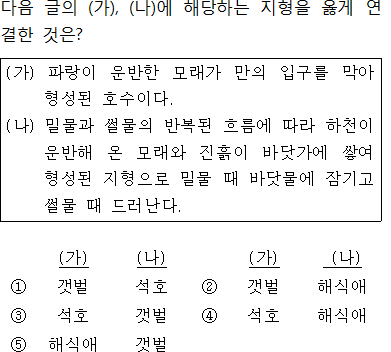 다음 글의 (가), (나)에 해당하는 지형을 옳게 연
결한 것은?
(가) 파랑이 운반한 모래가 만의 입구를 막아
형성된 호수이다.
(나) 밀물과 썰물의 반복된 흐름에 따라 하천이
운반해 온 모래와 진흙이 바닷가에 쌓여
형성된 지형으로 밀물 때 바닷물에 잠기고
썰물 때 드러난다.
(가) (나) (가) (나)
① 갯벌 석호 ② 갯벌 해식애
③ 석호 갯벌 ④ 석호 해식애
⑤ 해식애 갯벌